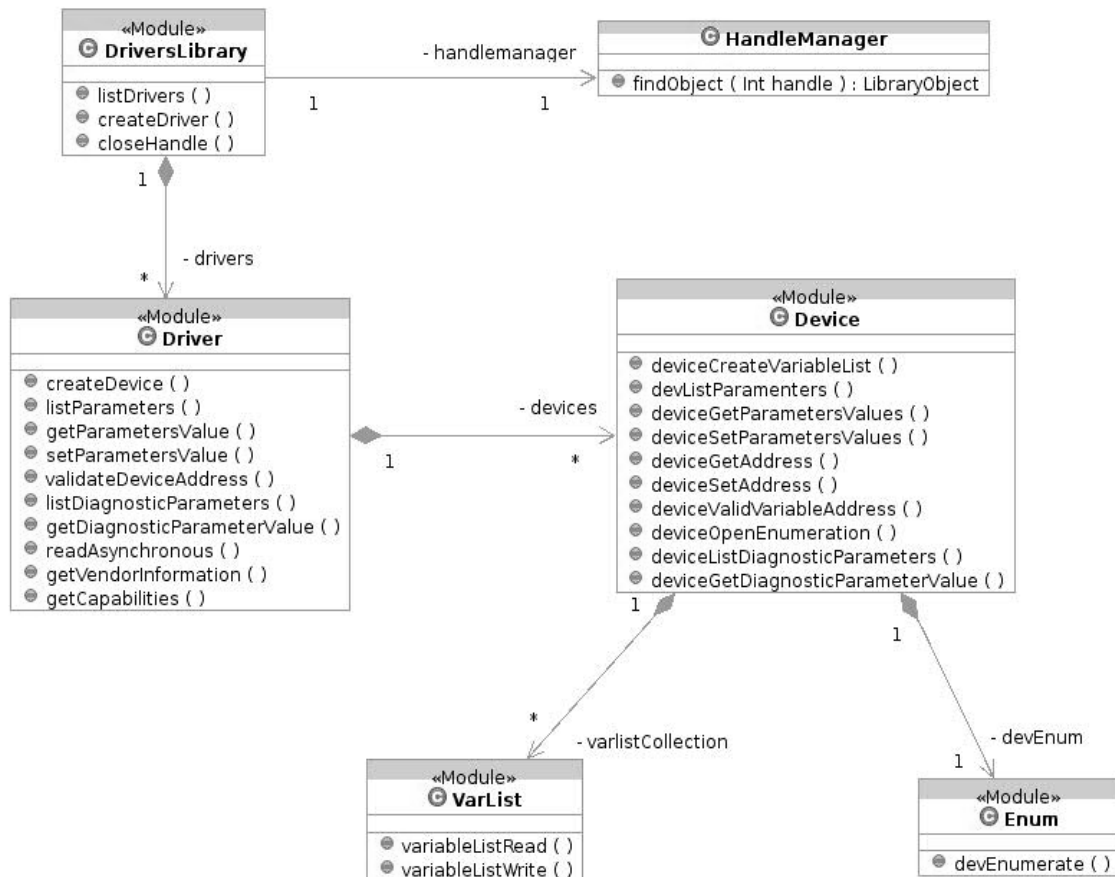 «Module»
C DriversLibrary
listDrivers ( )
createDriver ( )
closeHandle ( )
- handlemanager
1
1
C HandleManager
findObject ( Int handle ) : LibraryObject
1
- drivers
*
«Module»
C Driver
createDevice ( )
listParameters ( )
getParametersValue ( )
setParametersValue ( )
validateDeviceAddress ( )
listDiagnosticParameters ( )
getDiagnosticParameterValue ( )
readAsynchronous ( )
getVendorInformation ( )
getCapabilities ( )
- devices
1
*
«Module»
C Device
deviceCreateVariableList ( )
devListParamenters ( )
deviceGetParametersValues ( )
deviceSetParametersValues ( )
deviceGetAddress ( )
deviceSetAddress ( )
deviceValidVariableAddress ( )
deviceOpenEnumeration ( )
deviceListDiagnosticParameters ( )
deviceGetDiagnosticParameterValue ( )
1
1
*
- varlistCollection
- devEnum
1
«Module»
C VarList
variableListRead ( )
variableListWrite ( )
«Module»
C Enum
devEnumerate ( )